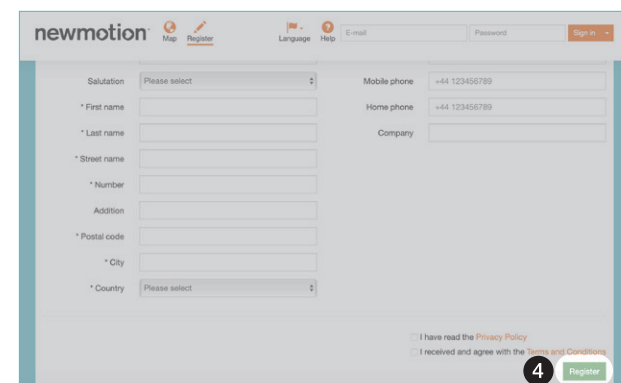 newmotion Map Register Language Help E-mail Password Sign in
Salutation Please select Mobile phone +44 123456789
* First name Home phone +44 123456789
* Last name Company
* Street name
* Number
Addition
* Postal code
* City
* Country Please select
I have read the Privacy Policy
I received and agree with the Terms and Conditions
4 Register